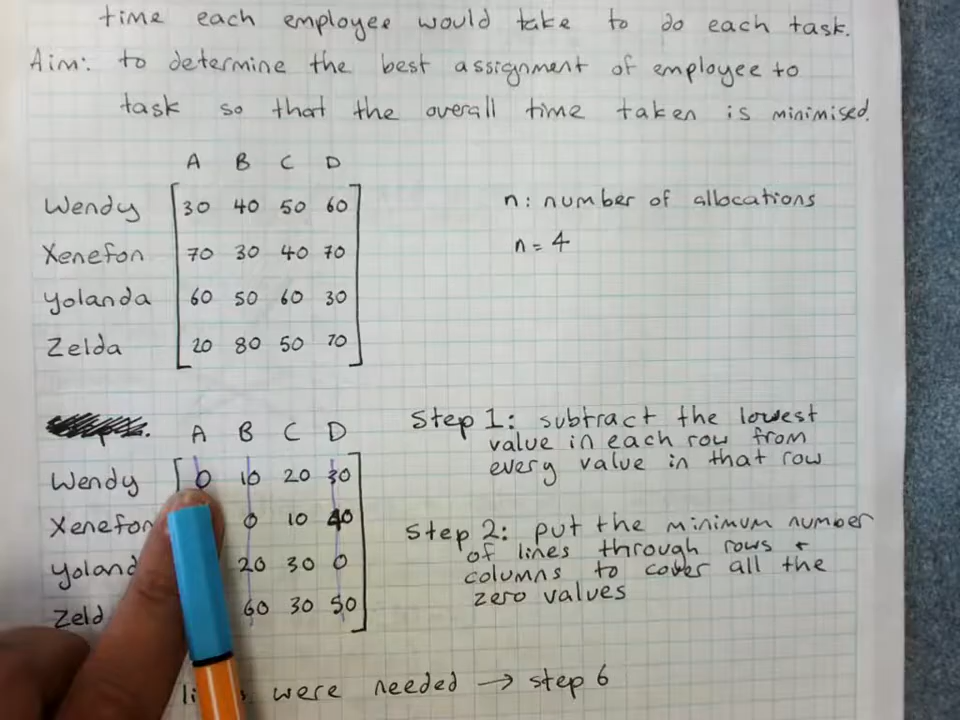 time each employee would take to do each task.
Aim: to determine the best assignment of employee to
task so that the overall time taken is minimised.
A B C D
Wendy 30 40 50 60
n: number of allocations
Xenefon 70 30 40 70
n = 4
Yolanda 60 50 60 30
Zelda 20 80 50 70
A B C D
Wendy 0 10 20 30
Xenefon 0 10 40
Yoland 20 30 0
Zeld 60 30 50
Step 1: subtract the lowest
value in each row from
every value in that row
Step 2: put the minimum number
of lines through rows +
columns to cover all the
zero values
were needed → step 6